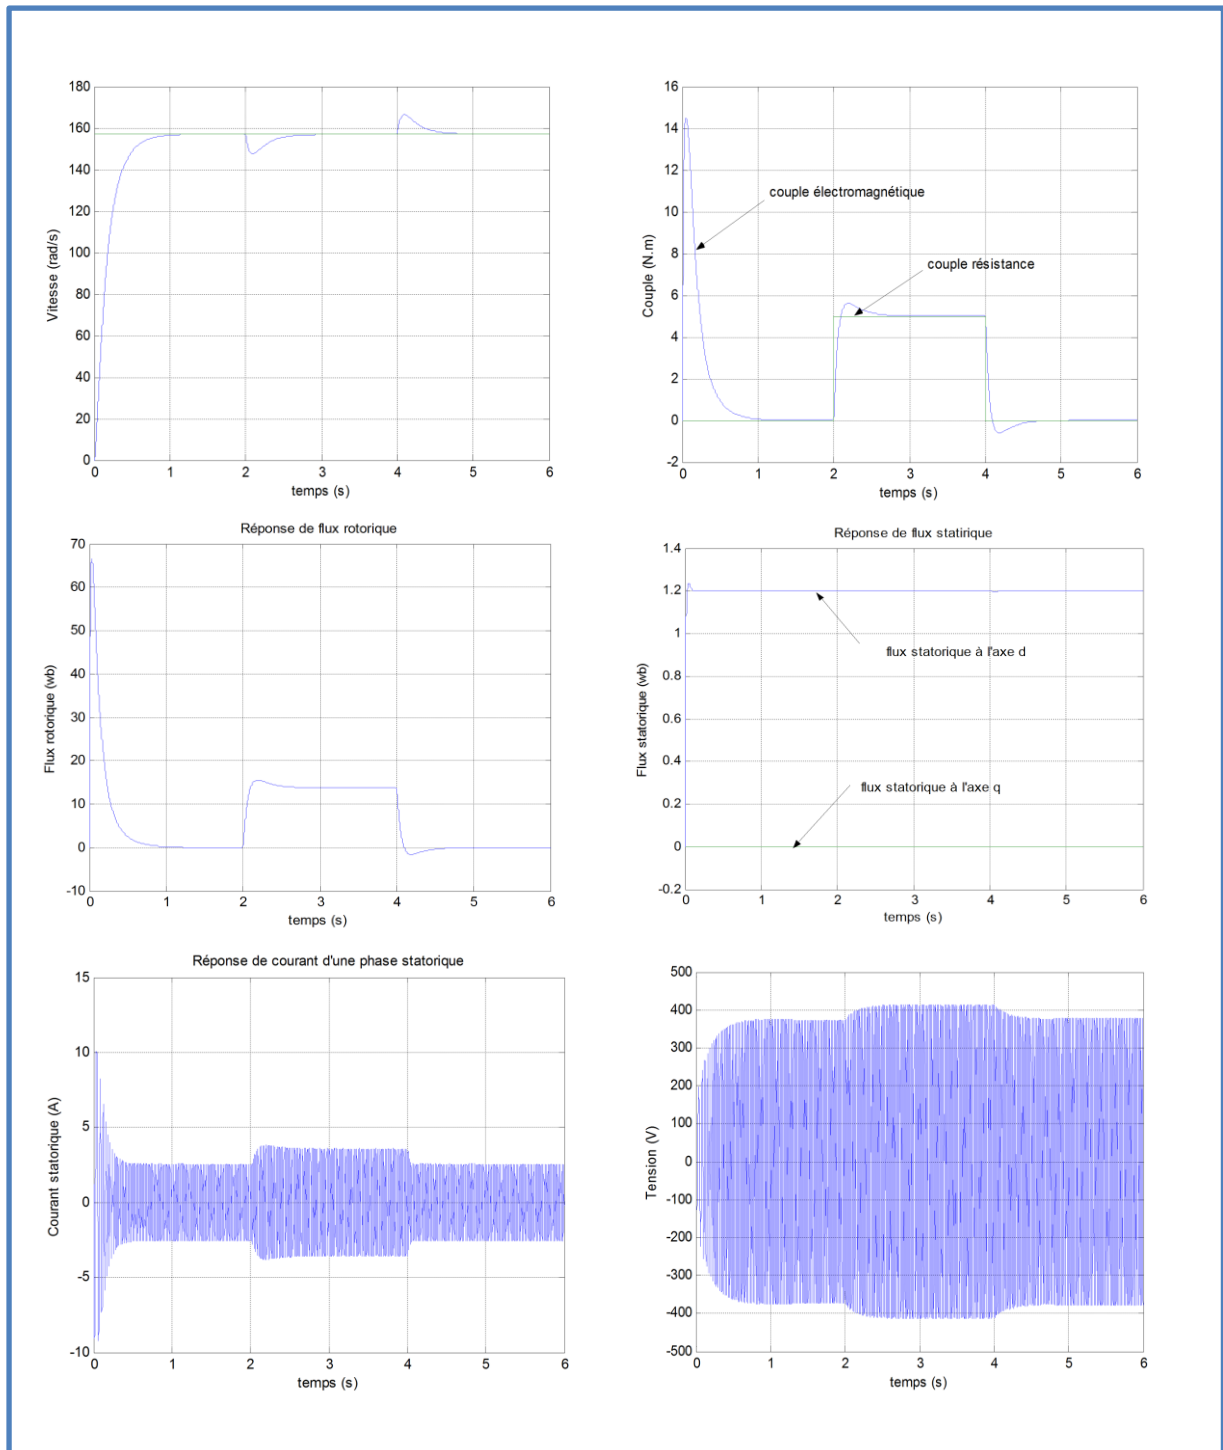 180
160
140
120
100
80
60
40
20
0
Vitesse (rad/s)
0 1 2 3 4 5 6
temps (s)
16
14
12
10
8
6
4
2
0
-2
Couple (N.m)
couple électromagnétique
couple résistance
0 1 2 3 4 5 6
temps (s)
Réponse de flux rotorique
70
60
50
40
30
20
10
0
-10
Flux rotorique (wb)
0 1 2 3 4 5 6
temps (s)
Réponse de flux statirique
1.4
1.2
1
0.8
0.6
0.4
0.2
0
-0.2
Flux statorique (wb)
flux statorique à l'axe d
flux statorique à l'axe q
0 1 2 3 4 5 6
temps (s)
Réponse de courant d'une phase statorique
15
10
5
0
-5
-10
Courant statorique (A)
0 1 2 3 4 5 6
temps (s)
500
400
300
200
100
0
-100
-200
-300
-400
-500
Tension (V)
0 1 2 3 4 5 6
temps (s)